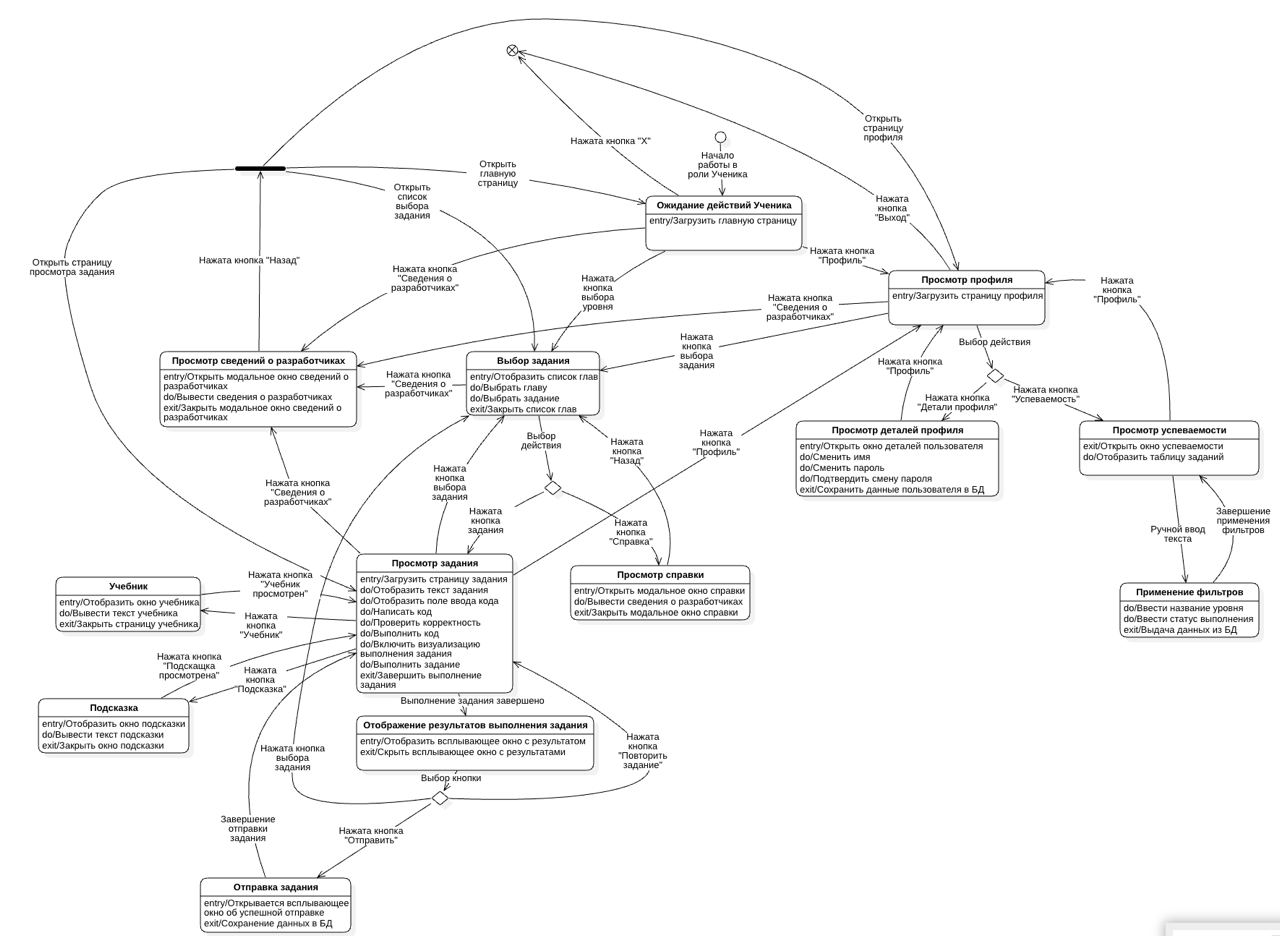 Открыть
страницу
профиля
Нажата кнопка "X"
Начало
работы в
роли Ученика
Открыть
главную
страницу
Открыть
список
выбора
задания
Нажата
кнопка
"Выход"
Ожидание действий Ученика
entry/Загрузить главную страницу
Открыть страницу
просмотра задания
Нажата кнопка "Назад"
Нажата кнопка
"Сведения о
разработчиках"
Нажата
кнопка
выбора
уровня
Нажата кнопка
"Профиль"
Просмотр профиля
entry/Загрузить страницу профиля
Нажата
кнопка
"Профиль"
Нажата кнопка
"Сведения о
разработчиках"
Нажата
кнопка
выбора
задания
Выбор действия
Просмотр сведений о разработчиках
entry/Открыть модальное окно сведений о
разработчиках
do/Вывести сведения о разработчиках
exit/Закрыть модальное окно сведений о
разработчиках
Нажата кнопка
"Сведения о
разработчиках"
Выбор задания
entry/Отобразить список глав
do/Выбрать главу
do/Выбрать задание
exit/Закрыть список глав
Нажата кнопка
"Профиль"
Нажата кнопка
"Детали профиля"
Нажата кнопка
"Успеваемость"
Просмотр деталей профиля
entry/Открыть окно деталей пользователя
do/Сменить имя
do/Сменить пароль
do/Подтвердить смену пароля
exit/Сохранить данные пользователя в БД
Просмотр успеваемости
exit/Открыть окно успеваемости
do/Отобразить таблицу заданий
Выбор
действия
Нажата
кнопка
"Назад"
Нажата
кнопка
"Профиль"
Нажата
кнопка
выбора
задания
Нажата кнопка
"Сведения о
разработчиках"
Нажата
кнопка
задания
Нажата
кнопка
"Справка"
Ручной ввод
текста
Завершение
применения
фильтров
Просмотр задания
entry/Загрузить страницу задания
do/Отобразить текст задания
do/Отобразить поле ввода кода
do/Написать код
do/Проверить корректность
do/Выполнить код
do/Включить визуализацию
выполнения задания
do/Выполнить задание
exit/Завершить выполнение
задания
Просмотр справки
entry/Открыть модальное окно справки
do/Вывести сведения о разработчиках
exit/Закрыть модальное окно справки
Применение фильтров
do/Ввести название уровня
do/Ввести статус выполнения
exit/Выдача данных из БД
Учебник
entry/Отобразить окно учебника
do/Вывести текст учебника
exit/Закрыть страницу учебника
Нажата кнопка
"Учебник
просмотрен"
Нажата
кнопка
"Учебник"
Нажата кнопка
"Подскащка
просмотрена"
Нажата
кнопка
"Подсказка"
Подсказка
entry/Отобразить окно подсказки
do/Вывести текст подсказки
exit/Закрыть окно подсказки
Выполнение задания завершено
Отображение результатов выполнения задания
entry/Отобразить всплывающее окно с результатом
exit/Скрыть всплывающее окно с результатами
Нажата
кнопка
"Повторить
задание"
Нажата кнопка
выбора
задания
Выбор кнопки
Завершение
отправки
задания
Нажата кнопка
"Отправить"
Отправка задания
entry/Открывается всплывающее
окно об успешной отправке
exit/Сохранение данных в БД